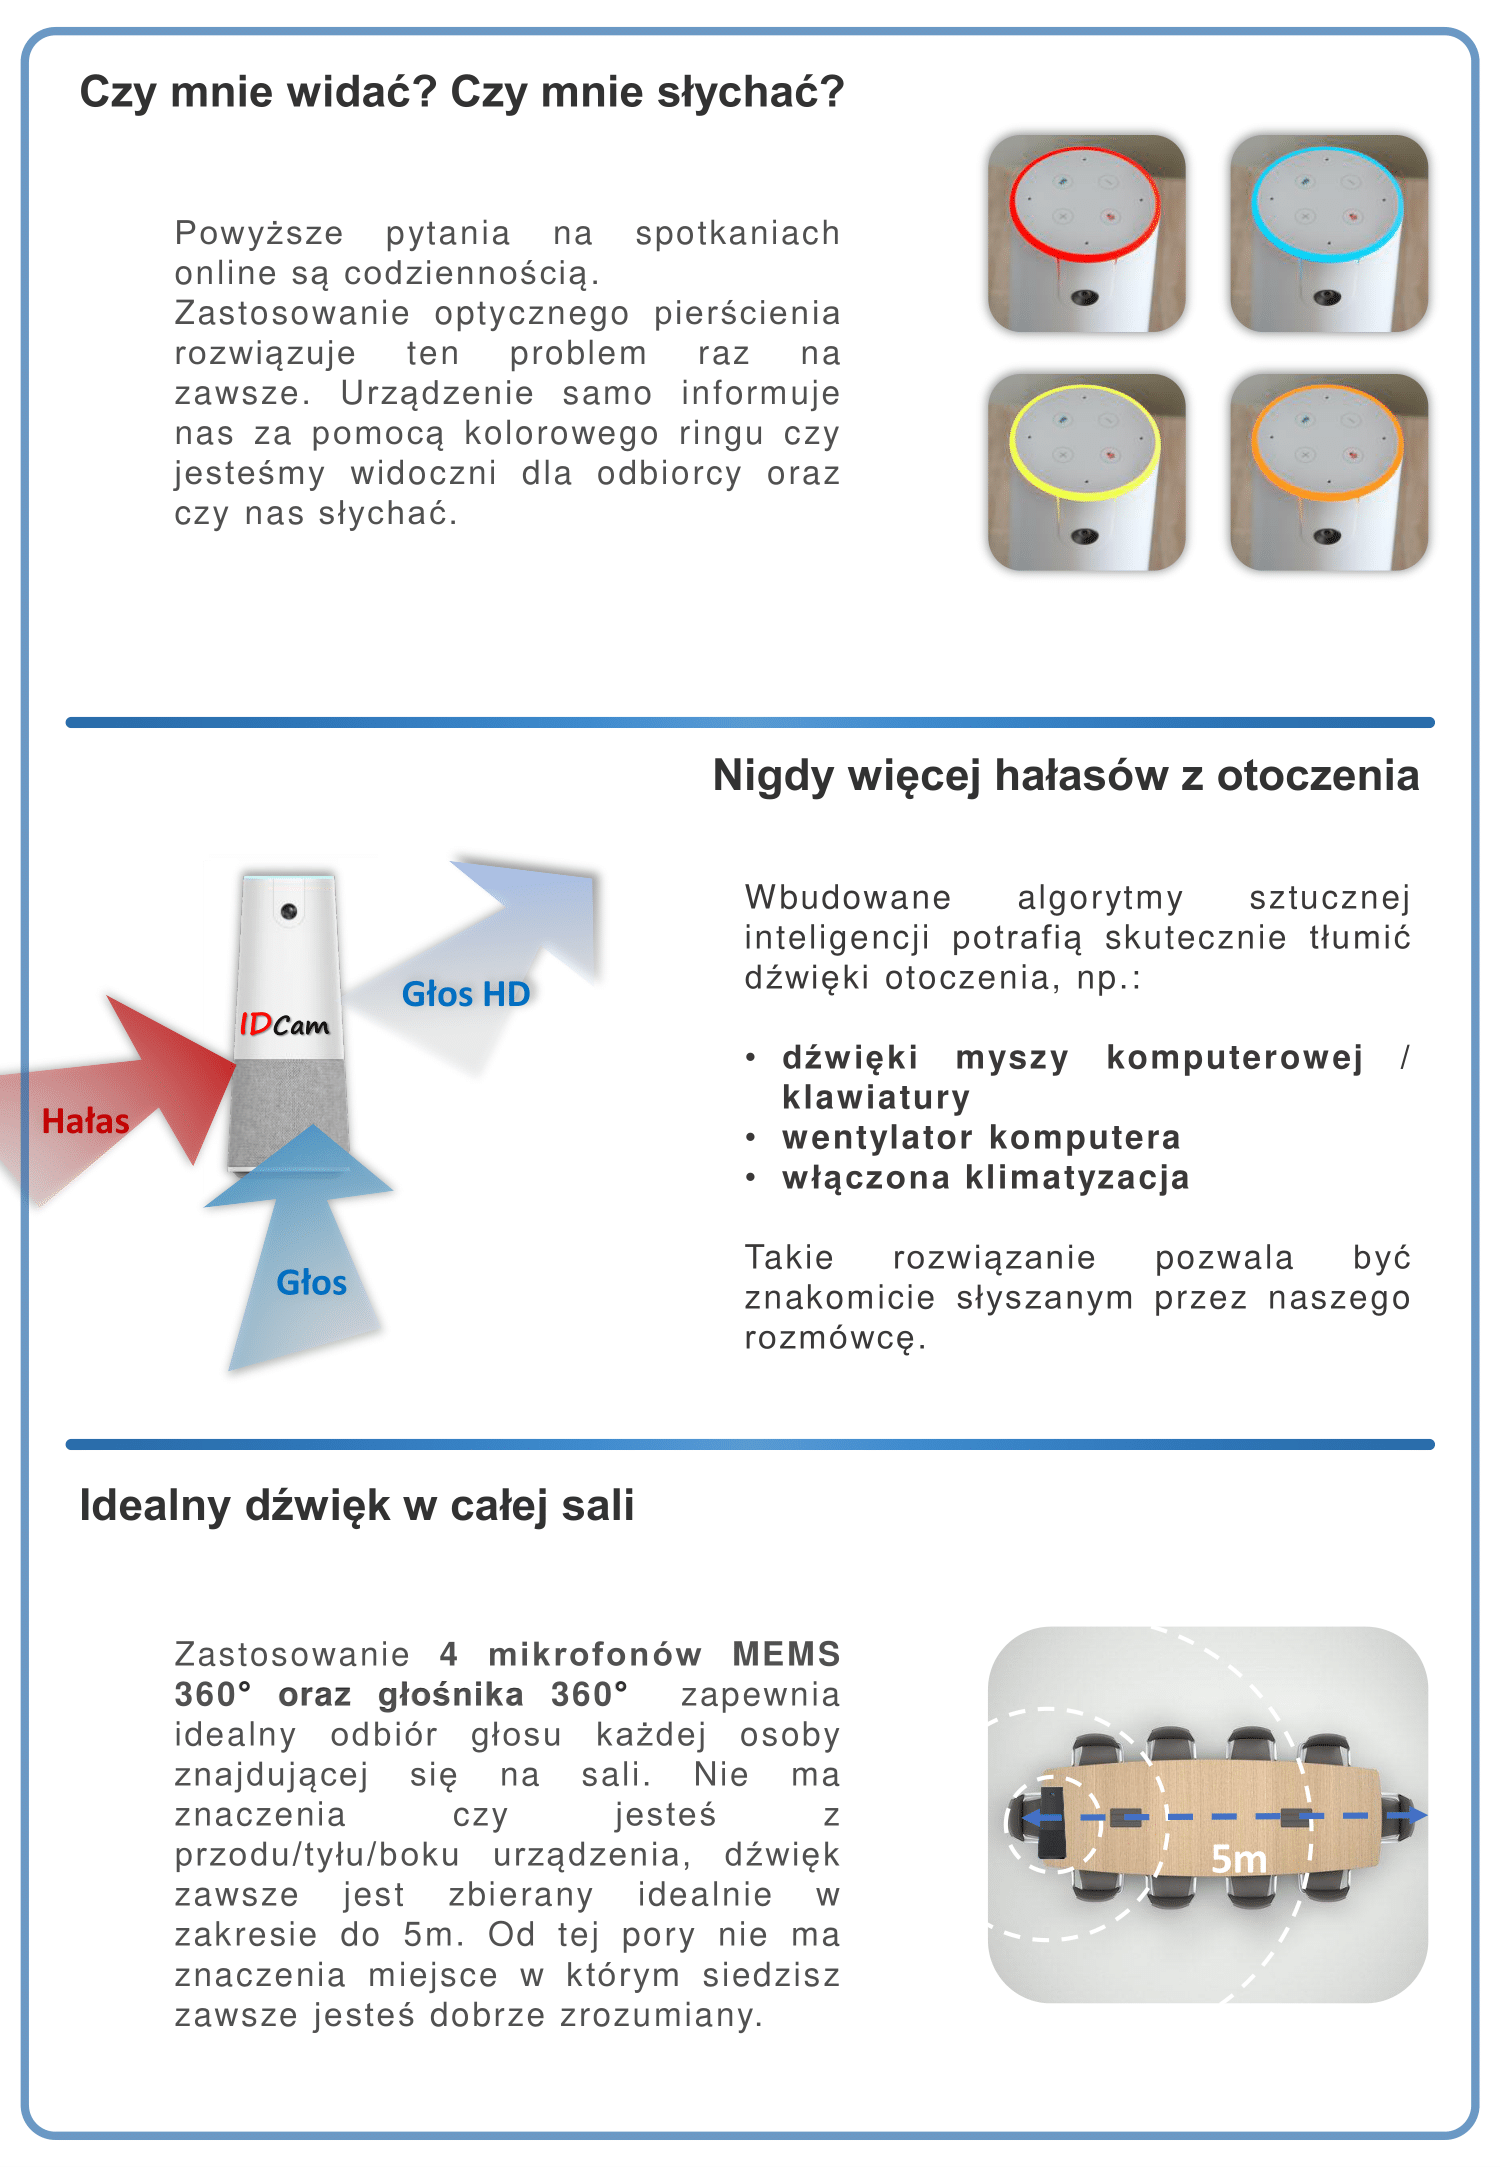 Czy mnie widać? Czy mnie słychać?
Powyższe pytania na spotkaniach
online są codziennością.
Zastosowanie optycznego pierścienia
rozwiązuje ten problem raz na
zawsze. Urządzenie samo informuje
nas za pomocą kolorowego ringu czy
jesteśmy widoczni dla odbiorcy oraz
czy nas słychać.
Nigdy więcej hałasów z otoczenia
Głos HD
IDCam
Hałas
Głos
Wbudowane algorytmy sztucznej
inteligencji potrafią skutecznie tłumić
dźwięki otoczenia, np.:
• dźwięki myszy komputerowej /
klawiatury
• wentylator komputera
• włączona klimatyzacja
Takie rozwiązanie pozwala być
znakomicie słyszanym przez naszego
rozmówcę.
Idealny dźwięk w całej sali
Zastosowanie 4 mikrofonów MEMS
360° oraz głośnika 360° zapewnia
idealny odbiór głosu każdej osoby
znajdującej się na sali. Nie ma
znaczenia czy jesteś z
przodu/tyłu/boku urządzenia, dźwięk
zawsze jest zbierany idealnie w
zakresie do 5m. Od tej pory nie ma
znaczenia miejsce w którym siedzisz
zawsze jesteś dobrze zrozumiany.
5m